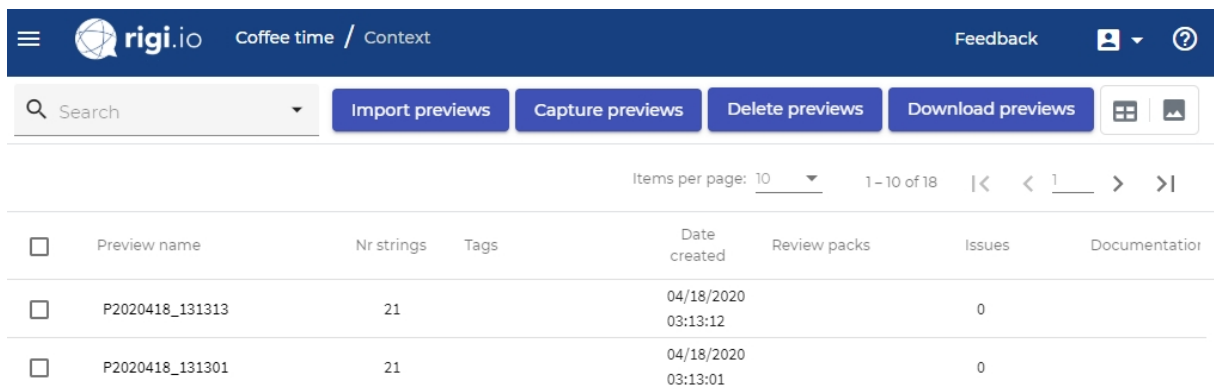 rigi.io Coffee time / Context Feedback
Search Import previews Capture previews Delete previews Download previews
Items per page: 10 1 – 10 of 18 1
Preview name Nr strings Tags Date created Review packs Issues Documentation
P2020418_131313 21 04/18/2020 03:13:12 0
P2020418_131301 21 04/18/2020 03:13:01 0